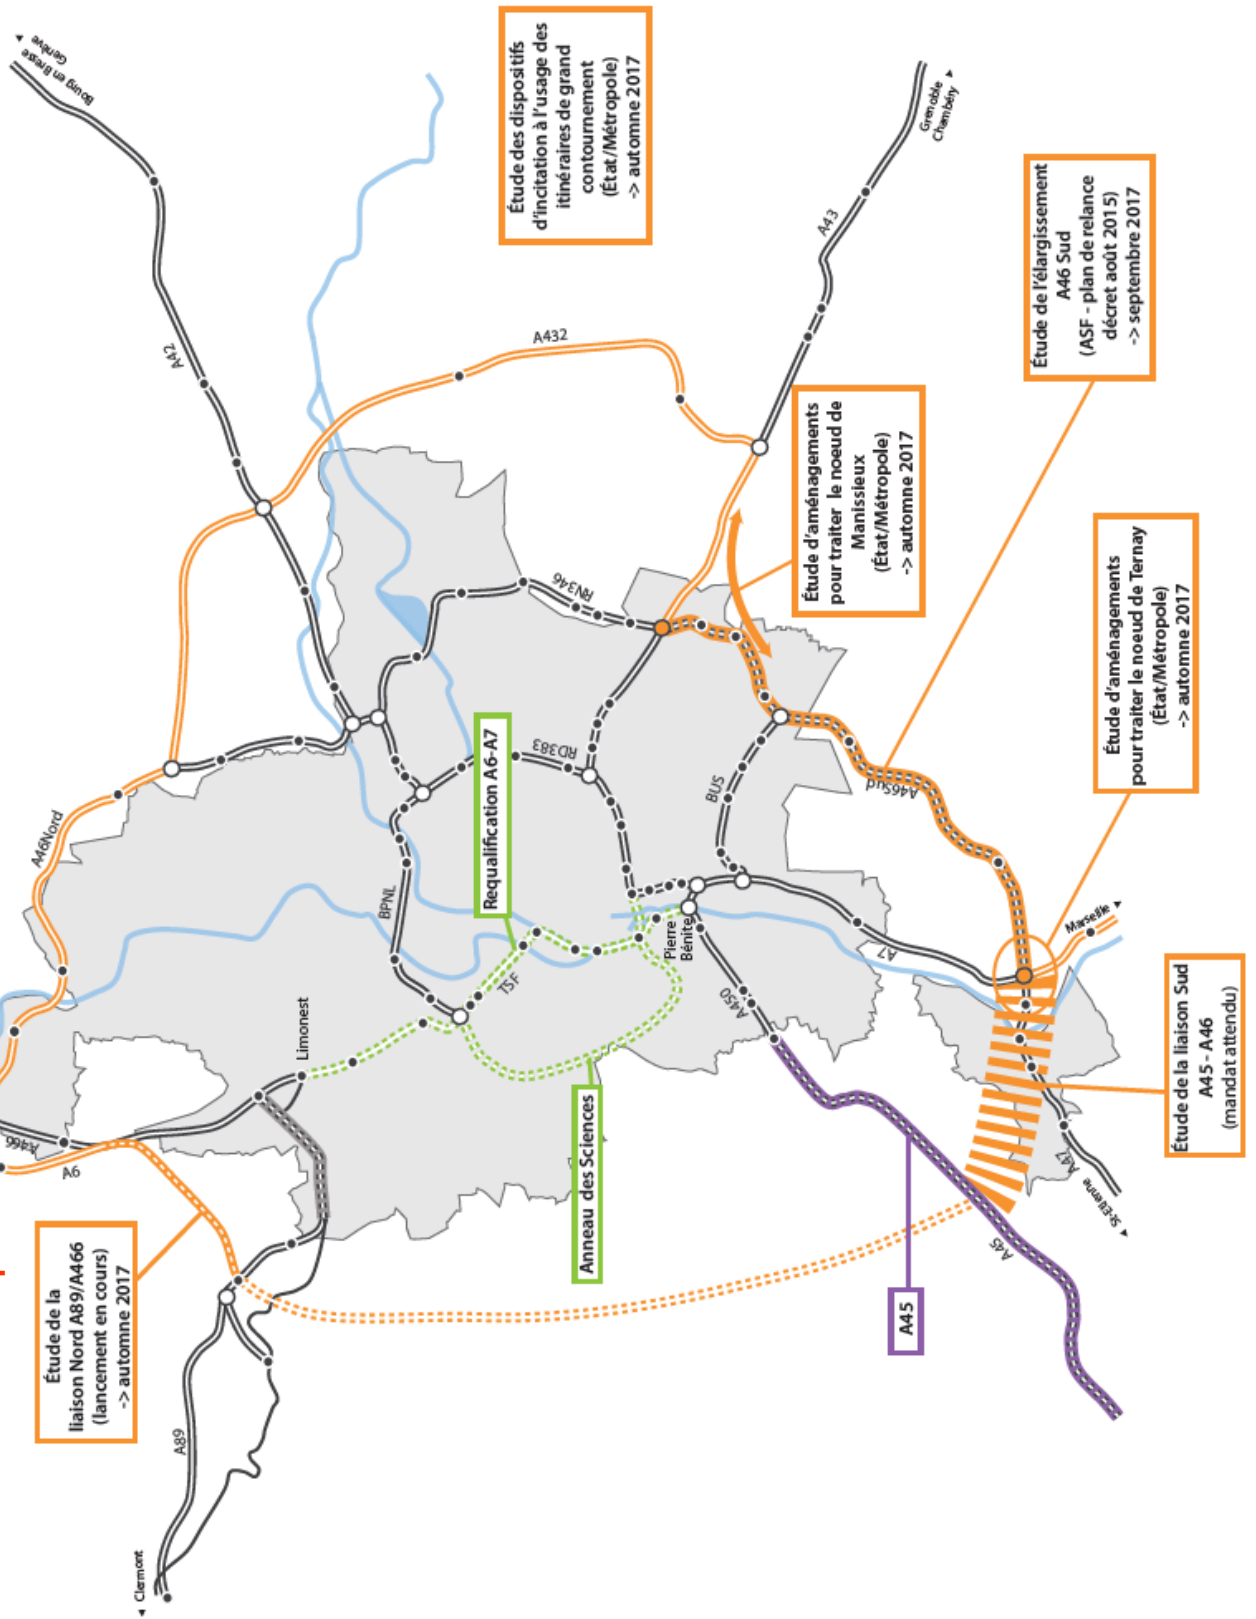 Clermont
A89
Étude de la
liaison Nord A89/A466
(lancement en cours)
-> automne 2017
A6
A466
Limonest
A46Nord
A42
Bourg en Bresse
Genève
Étude des dispositifs
d'incitation à l'usage des
itinéraires de grand
contournement
(État/Métropole)
-> automne 2017
A432
BPNL
TSF
Requalification A6-A7
RD383
RN346
Anneau des Sciences
Pierre
Bénite
BUS
A450
A7
A43
Grenoble
Chambéry
Étude d'aménagements
pour traiter le noeud de
Manissieux
(État/Métropole)
-> automne 2017
A46Sud
Étude de l'élargissement
A46 Sud
(ASF - plan de relance
décret août 2015)
-> septembre 2017
Étude d'aménagements
pour traiter le noeud de Ternay
(État/Métropole)
-> automne 2017
Marseille
A45
A45
A47
St-Etienne
Étude de la liaison Sud
A45 - A46
(mandat attendu)